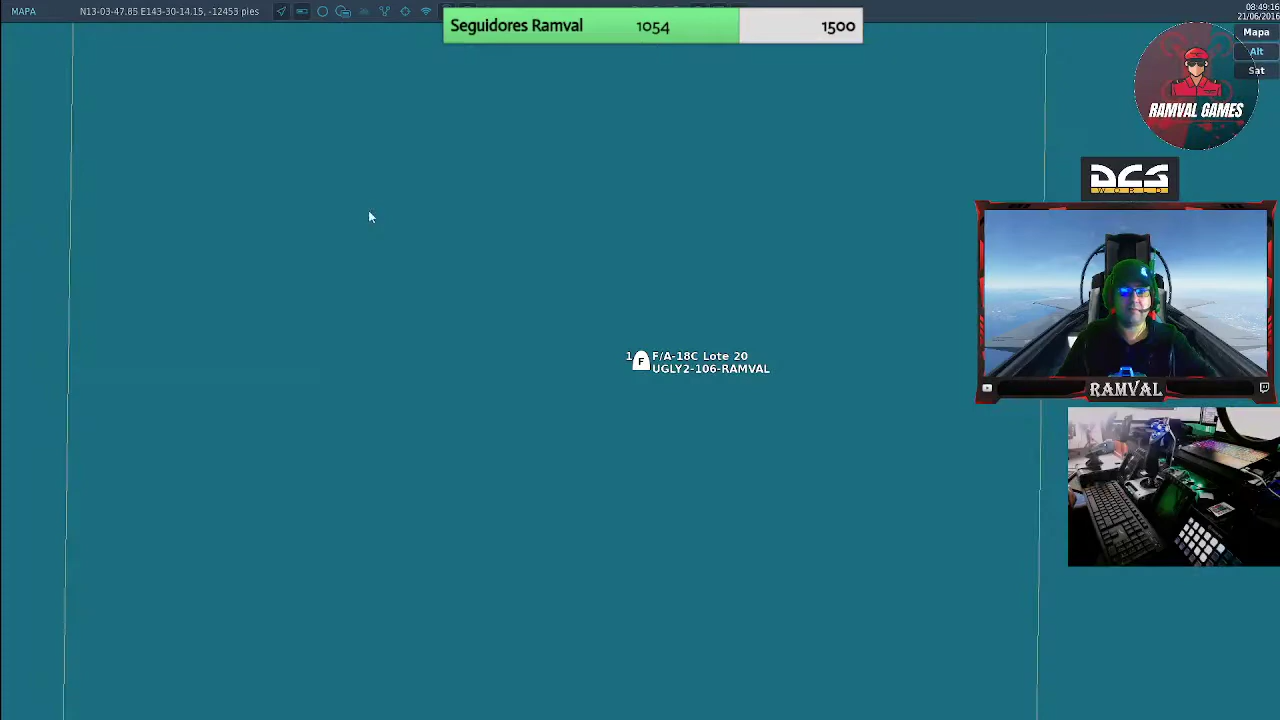 MAPA
N13-03-47.85 E143-30-14.15, -12453 pies
Seguidores Ramval 1054 1500
08:49:16
21/06/2016
Mapa
Alt
Sat
RAMVAL GAMES
DCS
WORLD
1 F F/A-18C Lote 20
UGLY2-106-RAMVAL
RAMVAL